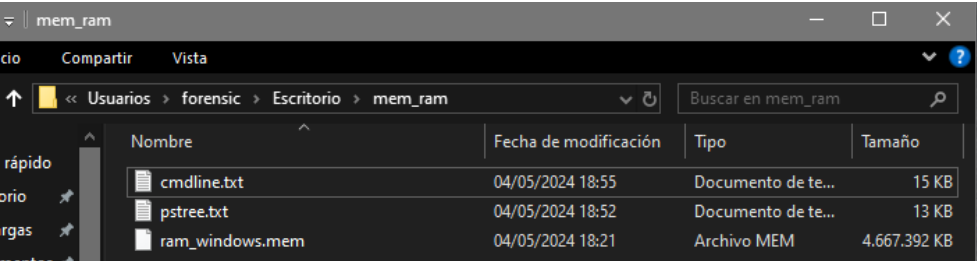 mem_ram
cio Compartir Vista
« Usuarios > forensic > Escritorio > mem_ram Buscar en mem_ram
Nombre Fecha de modificación Tipo Tamaño
rápido
cmdline.txt 04/05/2024 18:55 Documento de te... 15 KB
orio pstree.txt 04/05/2024 18:52 Documento de te... 13 KB
rgas ram_windows.mem 04/05/2024 18:21 Archivo MEM 4.667.392 KB